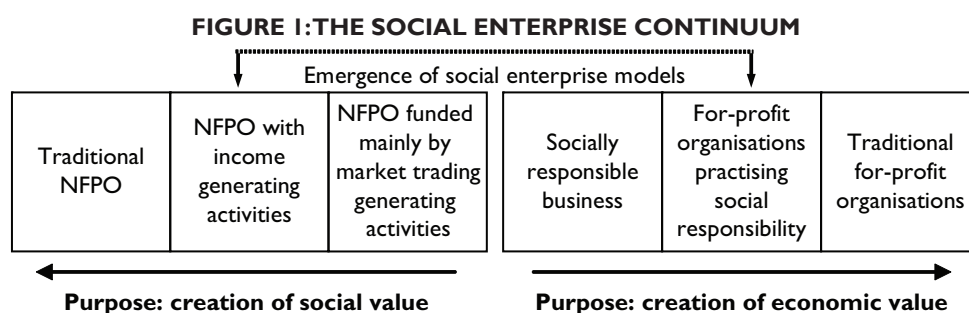 FIGURE 1:THE SOCIAL ENTERPRISE CONTINUUM
Emergence of social enterprise models
Traditional
NFPO
NFPO with
income
generating
activities
NFPO funded
mainly by
market trading
generating
activities
Socially
responsible
business
For-profit
organisations
practising
social
responsibility
Traditional
for-profit
organisations
Purpose: creation of social value
Purpose: creation of economic value